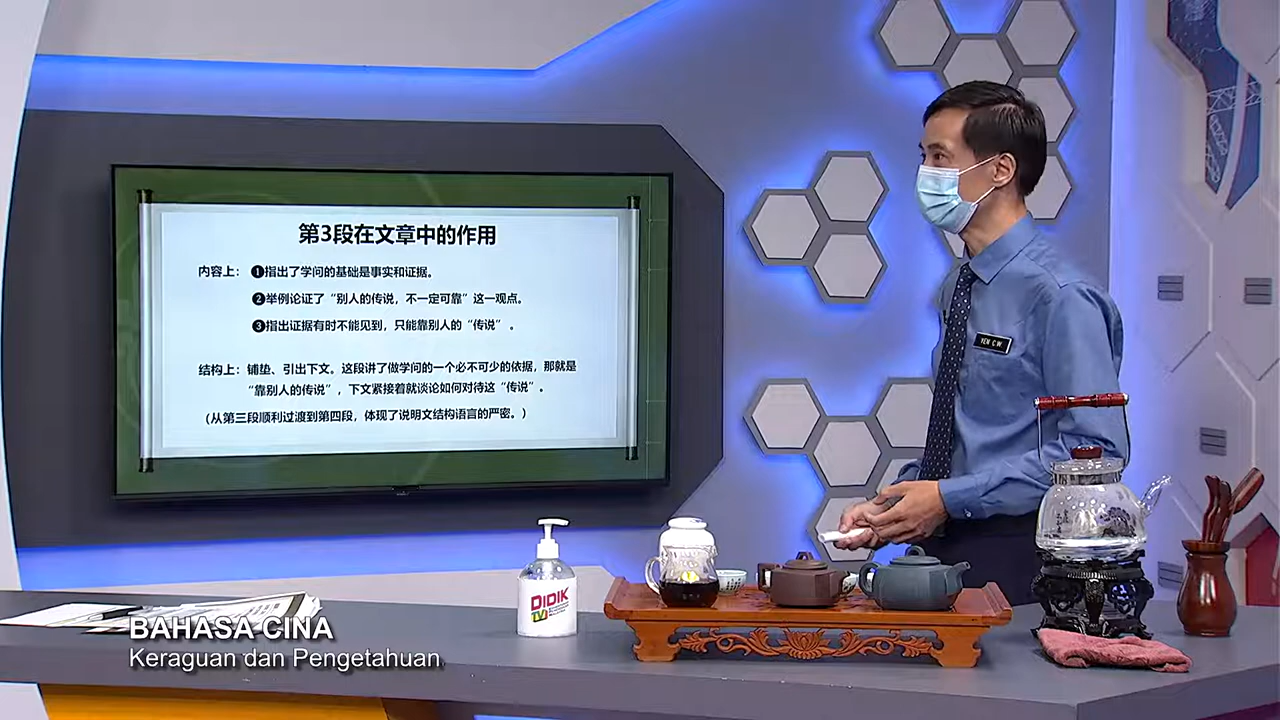 第3段在文章中的作用
内容上： ❶指出了学问的基础是事实和证据。
❷举例论证了“别人的传说，不一定可靠”这一观点。
❸指出证据有时不能见到，只能靠别人的“传说” 。
结构上：铺垫、引出下文。这段讲了做学问的一个必不可少的依据，那就是
“靠别人的传说”，下文紧接着就谈论如何对待这“传说”。
（从第三段顺利过渡到第四段，体现了说明文结构语言的严密。）
YEN C W
DIDIK
TV
BAHASA CINA
Keraguan dan Pengetahuan